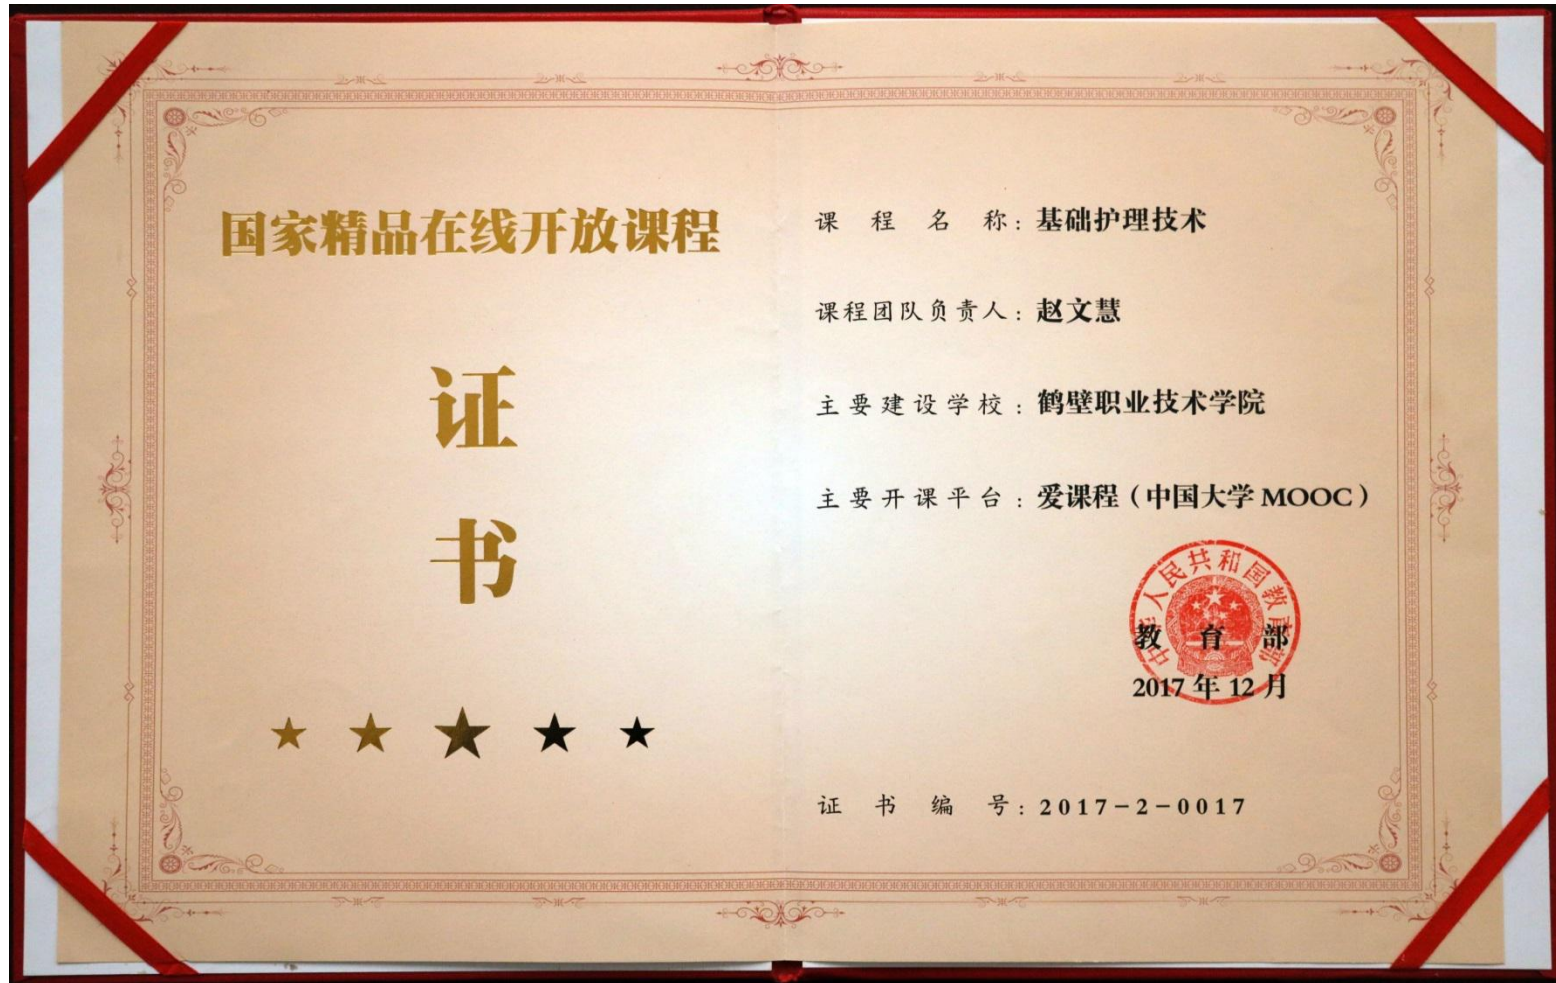 国家精品在线开放课程
证
书
课程名称：基础护理技术
课程团队负责人：赵文慧
主要建设学校：鹤壁职业技术学院
主要开课平台：爱课程（中国大学MOOC）
中华人民共和国教育部
教育部
2017年12月
证书编号：2017-2-0017